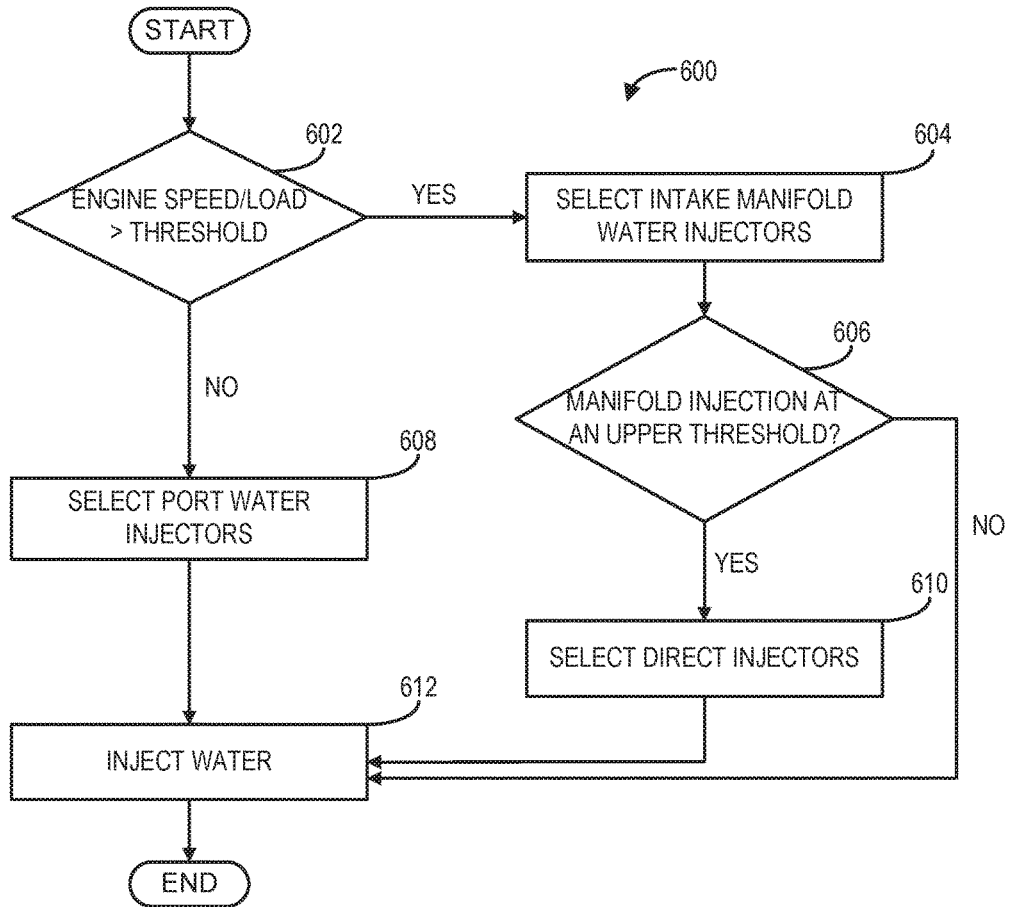 START
600
602
ENGINE SPEED/LOAD
> THRESHOLD
YES
604
SELECT INTAKE MANIFOLD
WATER INJECTORS
606
MANIFOLD INJECTION AT
AN UPPER THRESHOLD?
NO
608
SELECT PORT WATER
INJECTORS
NO
YES
610
SELECT DIRECT INJECTORS
612
INJECT WATER
END